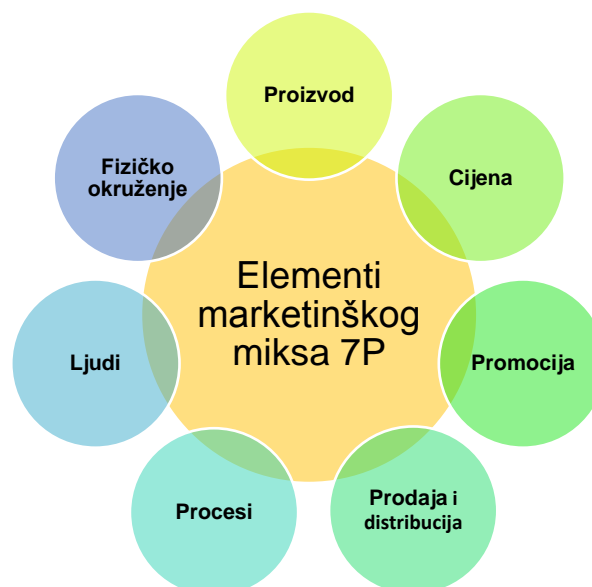 Proizvod
Cijena
Promocija
Prodaja i
distribucija
Procesi
Ljudi
Fizičko
okruženje
Elementi
marketinškog
miksa 7P